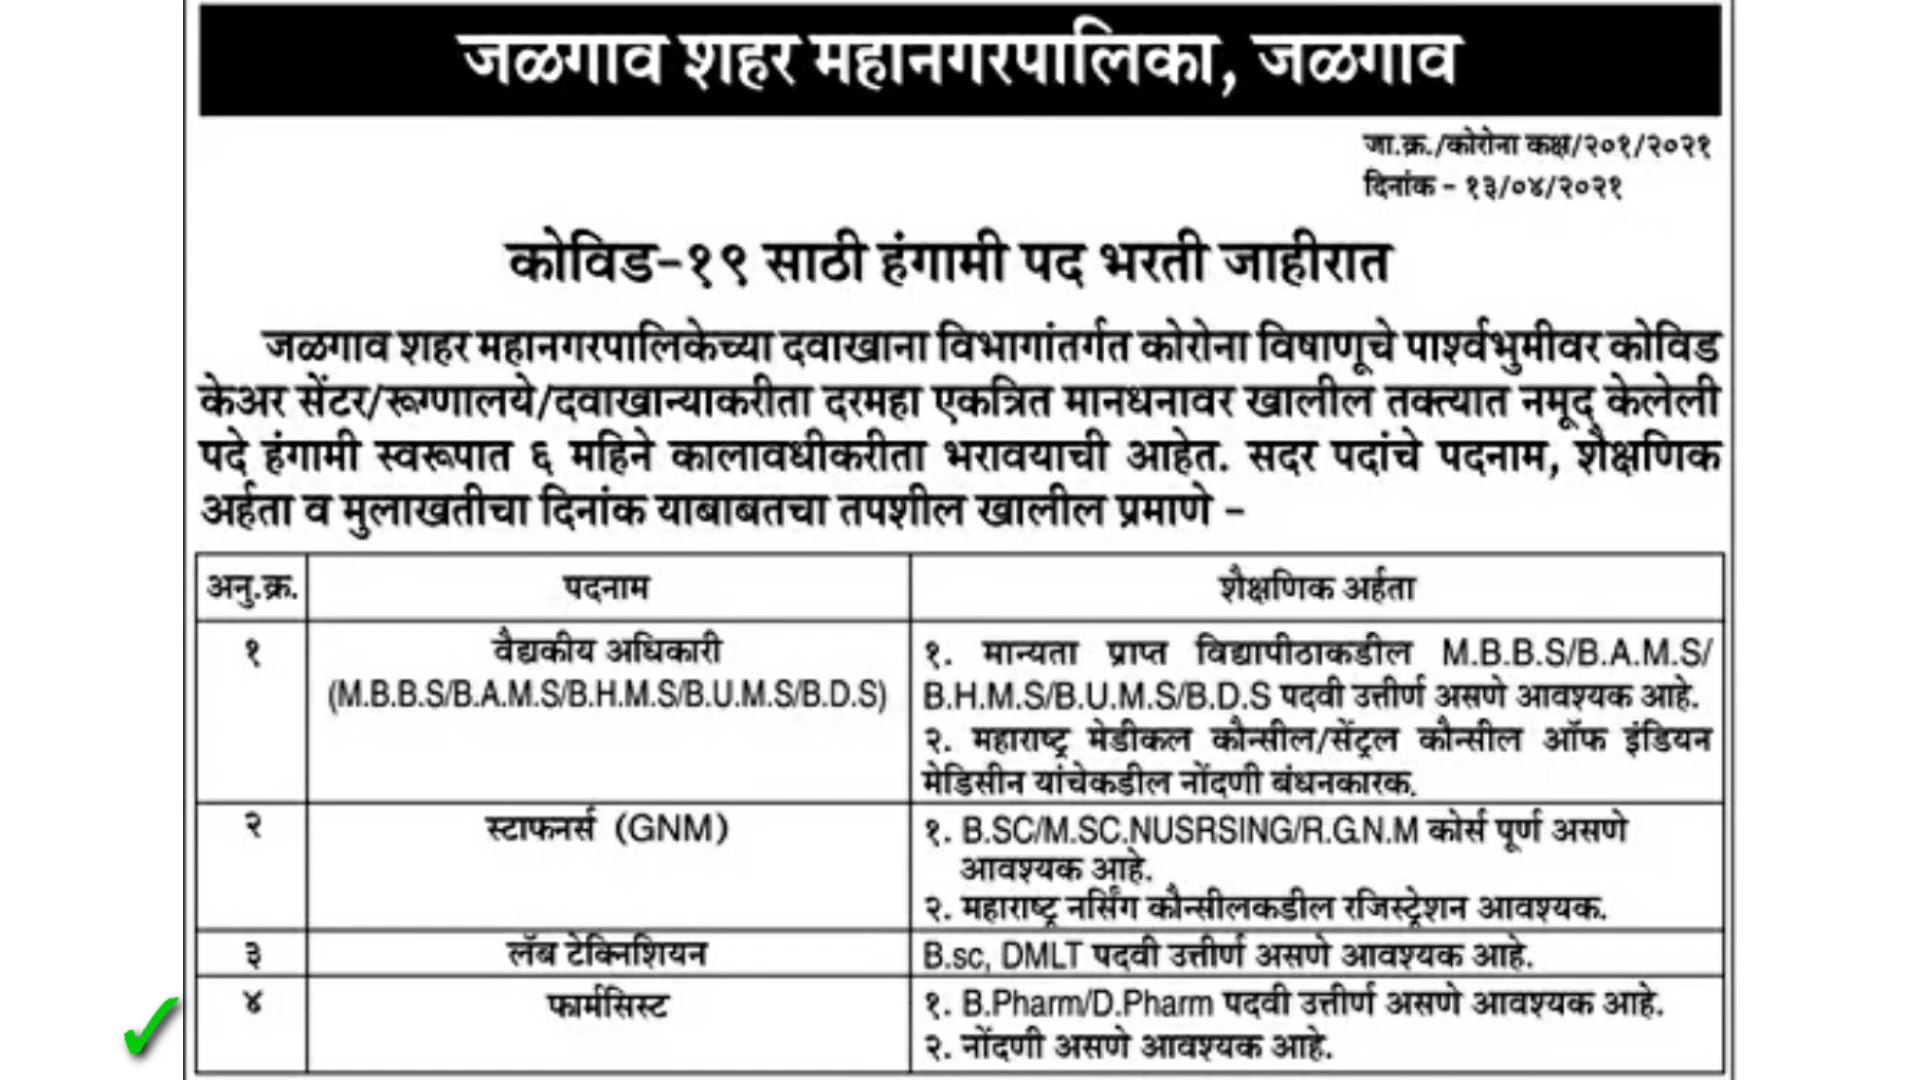 जळगाव शहर महानगरपालिका, जळगाव
जा.क्र./कोरोना कक्ष/२०१/२०२१
दिनांक - १३/०४/२०२१
कोविड-१९ साठी हंगामी पद भरती जाहीरात
जळगाव शहर महानगरपालिकेच्या दवाखाना विभागांतर्गत कोरोना विषाणूचे पार्श्वभुमीवर कोविड
केअर सेंटर/रूग्णालये/दवाखान्याकरीता दरमहा एकत्रित मानधनावर खालील तक्त्यात नमूद केलेली
पदे हंगामी स्वरूपात ६ महिने कालावधीकरीता भरावयाची आहेत. सदर पदांचे पदनाम, शैक्षणिक
अर्हता व मुलाखतीचा दिनांक याबाबतचा तपशील खालील प्रमाणे -
अनु.क्र. पदनाम शैक्षणिक अर्हता
१ वैद्यकीय अधिकारी १. मान्यता प्राप्त विद्यापीठाकडील M.B.B.S/B.A.M.S/
(M.B.B.S/B.A.M.S/B.H.M.S/B.U.M.S/B.D.S) B.H.M.S/B.U.M.S/B.D.S पदवी उत्तीर्ण असणे आवश्यक आहे.
२. महाराष्ट्र मेडीकल कौन्सील/सेंट्रल कौन्सील ऑफ इंडियन
मेडिसीन यांचेकडील नोंदणी बंधनकारक.
२ स्टाफनर्स (GNM) १. B.SC/M.SC.NUSRSING/R.G.N.M कोर्स पूर्ण असणे
आवश्यक आहे.
२. महाराष्ट्र नर्सिंग कौन्सीलकडील रजिस्ट्रेशन आवश्यक.
३ लॅब टेक्निशियन B.sc, DMLT पदवी उत्तीर्ण असणे आवश्यक आहे.
४ फार्मसिस्ट १. B.Pharm/D.Pharm पदवी उत्तीर्ण असणे आवश्यक आहे.
२. नोंदणी असणे आवश्यक आहे.